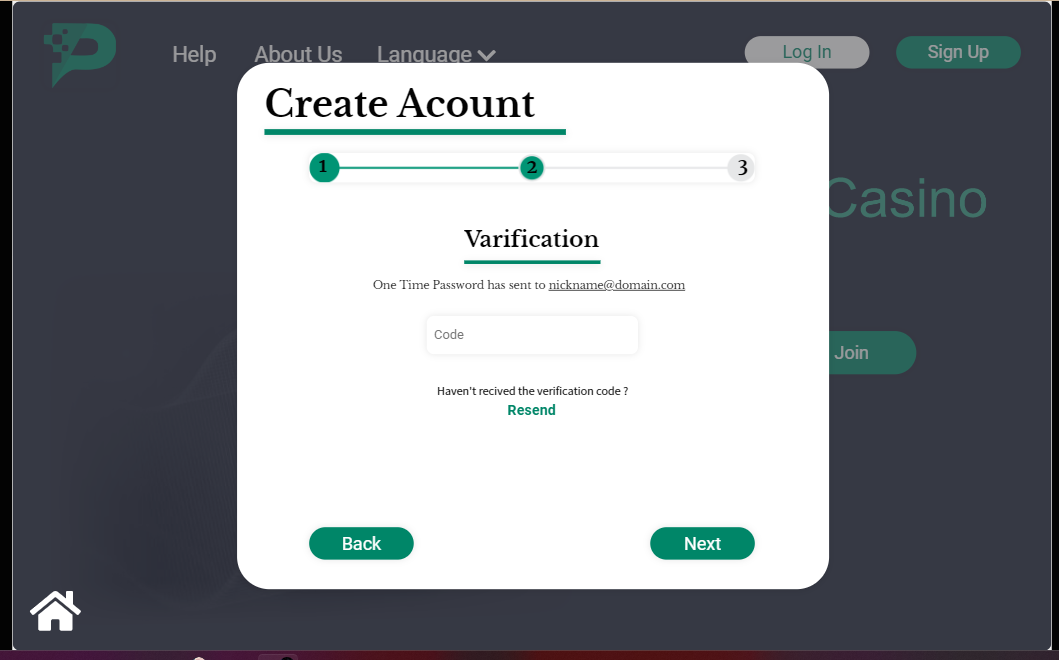 Help About Us Language Log In Sign Up
Create Acount
1 2 3
Casino
Varification
One Time Password has sent to nickname@domain.com
Code
Join
Haven't recived the verification code ?
Resend
Back Next